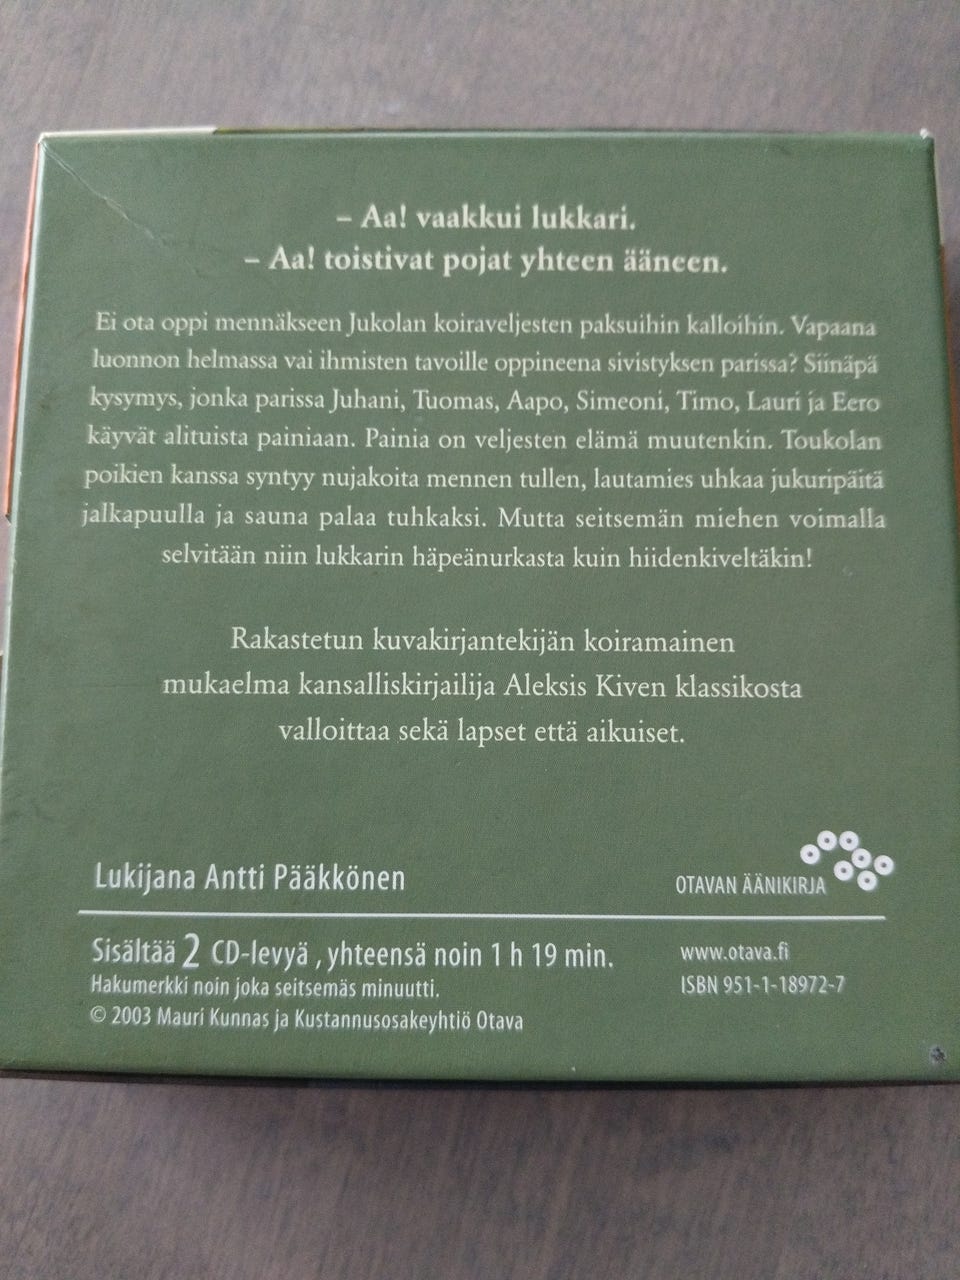 – Aa! vaakkui lukkari.
– Aa! toistivat pojat yhteen ääneen.
Ei ota oppi mennäkseen Jukolan koiraveljesten paksuihin kalloihin. Vapaana
luonnon helmassa vai ihmisten tavoille oppineena sivistyksen parissa? Siinäpä
kysymys, jonka parissa Juhani, Tuomas, Aapo, Simeoni, Timo, Lauri ja Eero
käyvät alituista painiaan. Painia on veljesten elämä muutenkin. Toukolan
poikien kanssa syntyy nujakoita mennen tullen, lautamies uhkaa jukuripäitä
jalkapuulla ja sauna palaa tuhkaksi. Mutta seitsemän miehen voimalla
selvitään niin lukkarin häpeänurkasta kuin hiidenkiveltäkin!
Rakastetun kuvakirjantekijän koiramainen
mukaelma kansalliskirjailija Aleksis Kiven klassikosta
valloittaa sekä lapset että aikuiset.
Lukijana Antti Pääkkönen
OTAVAN ÄÄNIKIRJA
Sisältää 2 CD-levyä , yhteensä noin 1 h 19 min.
Hakumerkki noin joka seitsemäs minuutti.
© 2003 Mauri Kunnas ja Kustannusosakeyhtiö Otava
www.otava.fi
ISBN 951-1-18972-7